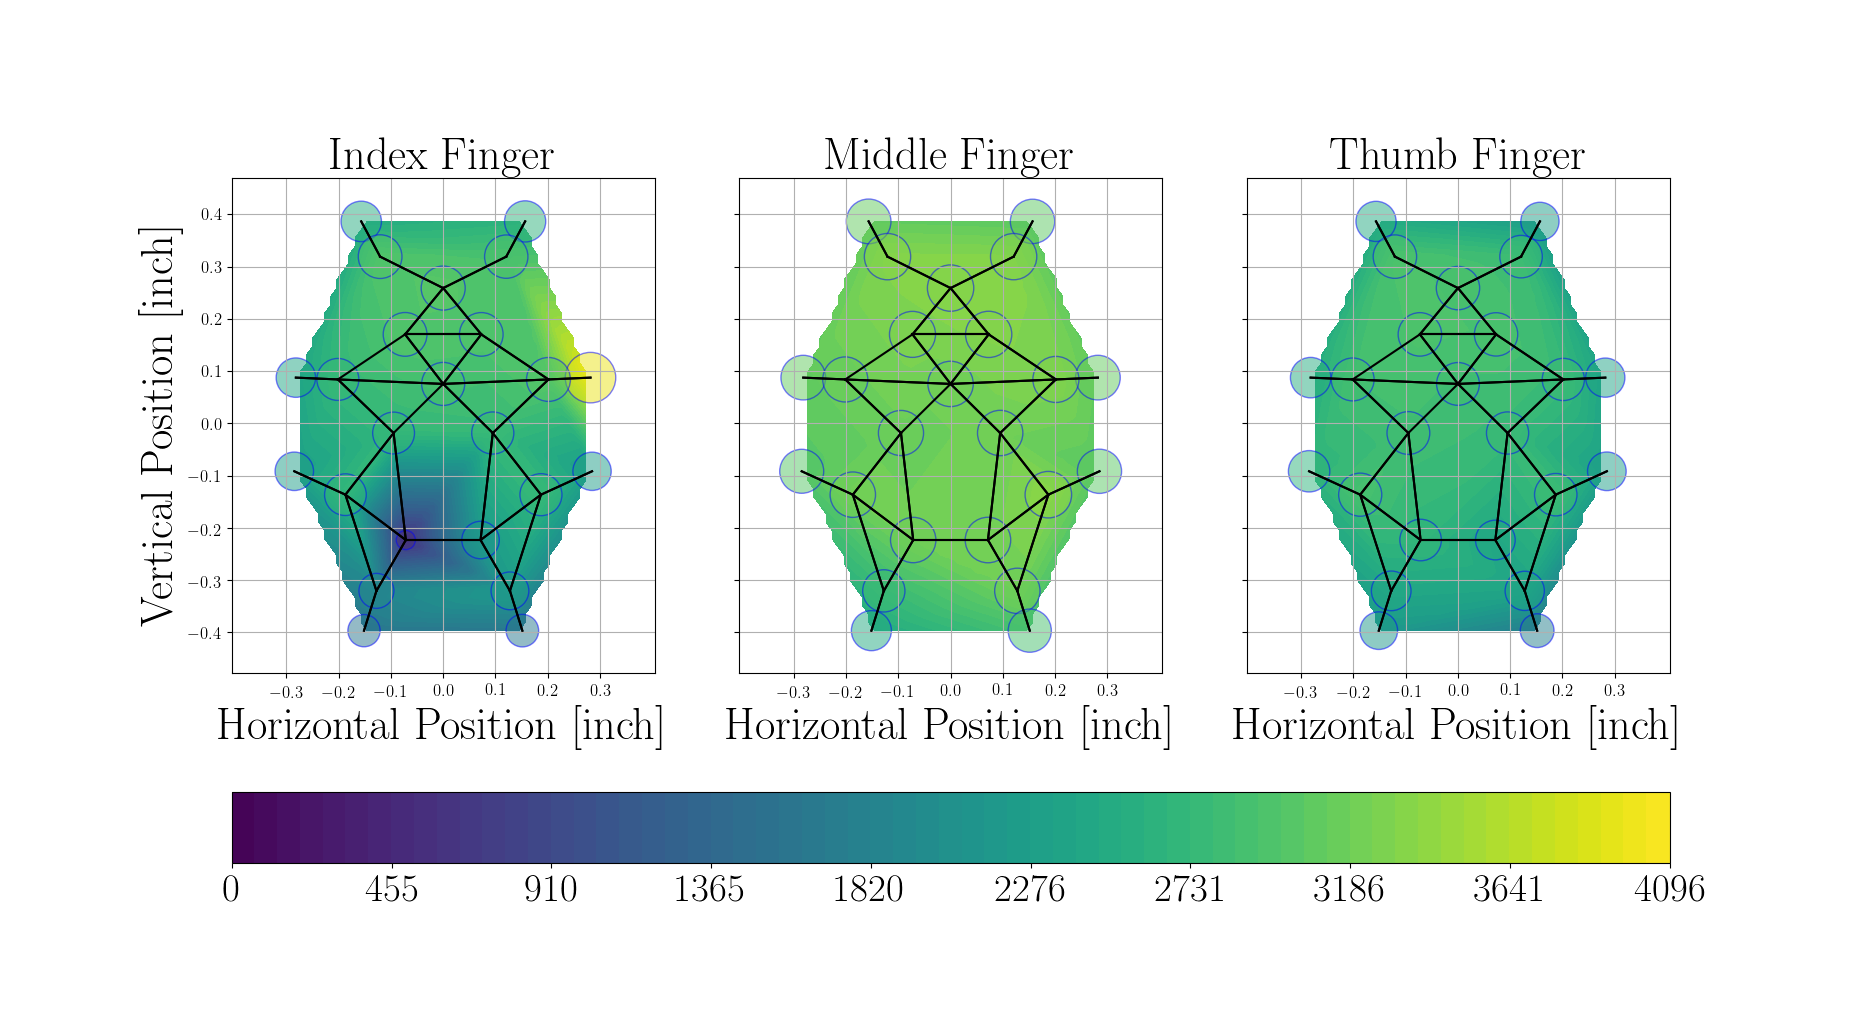 Index Finger Middle Finger Thumb Finger
Vertical Position [inch]
0.4
0.3
0.2
0.1
0.0
−0.1
−0.2
−0.3
−0.4
−0.3 −0.2 −0.1 0.0 0.1 0.2 0.3 −0.3 −0.2 −0.1 0.0 0.1 0.2 0.3 −0.3 −0.2 −0.1 0.0 0.1 0.2 0.3
Horizontal Position [inch] Horizontal Position [inch] Horizontal Position [inch]
0 455 910 1365 1820 2276 2731 3186 3641 4096